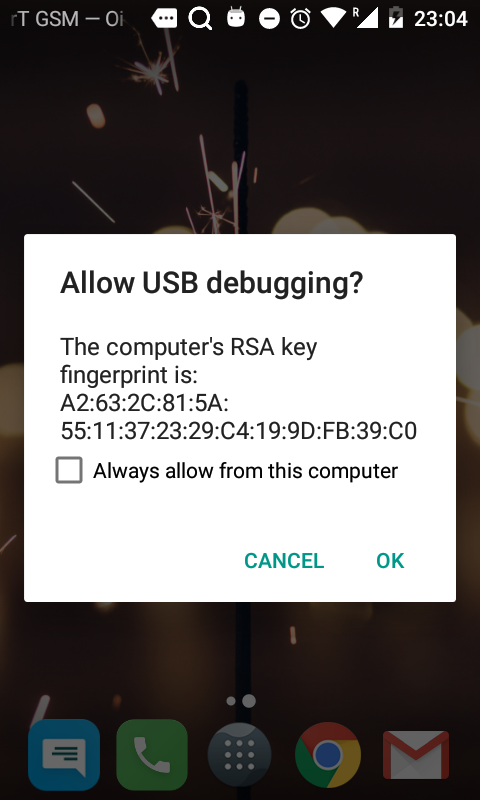 rT GSM — Oi
R
23:04
Allow USB debugging?
The computer's RSA key
fingerprint is:
A2:63:2C:81:5A:
55:11:37:23:29:C4:19:9D:FB:39:C0
Always allow from this computer
CANCEL
OK